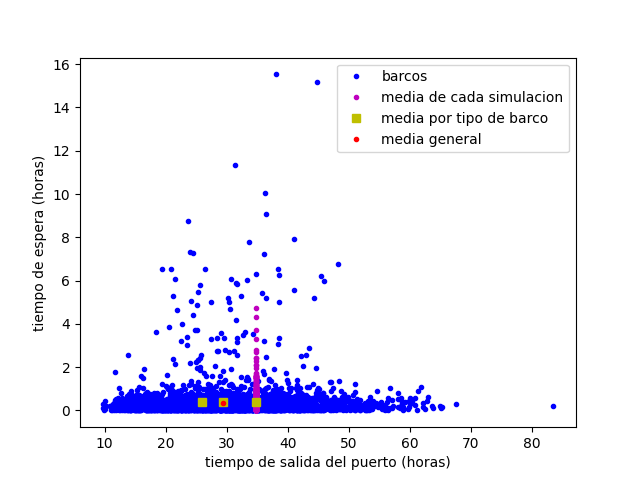 16
14
12
10
8
6
4
2
0
tiempo de espera (horas)
barcos
media de cada simulacion
media por tipo de barco
media general
10 20 30 40 50 60 70 80
tiempo de salida del puerto (horas)